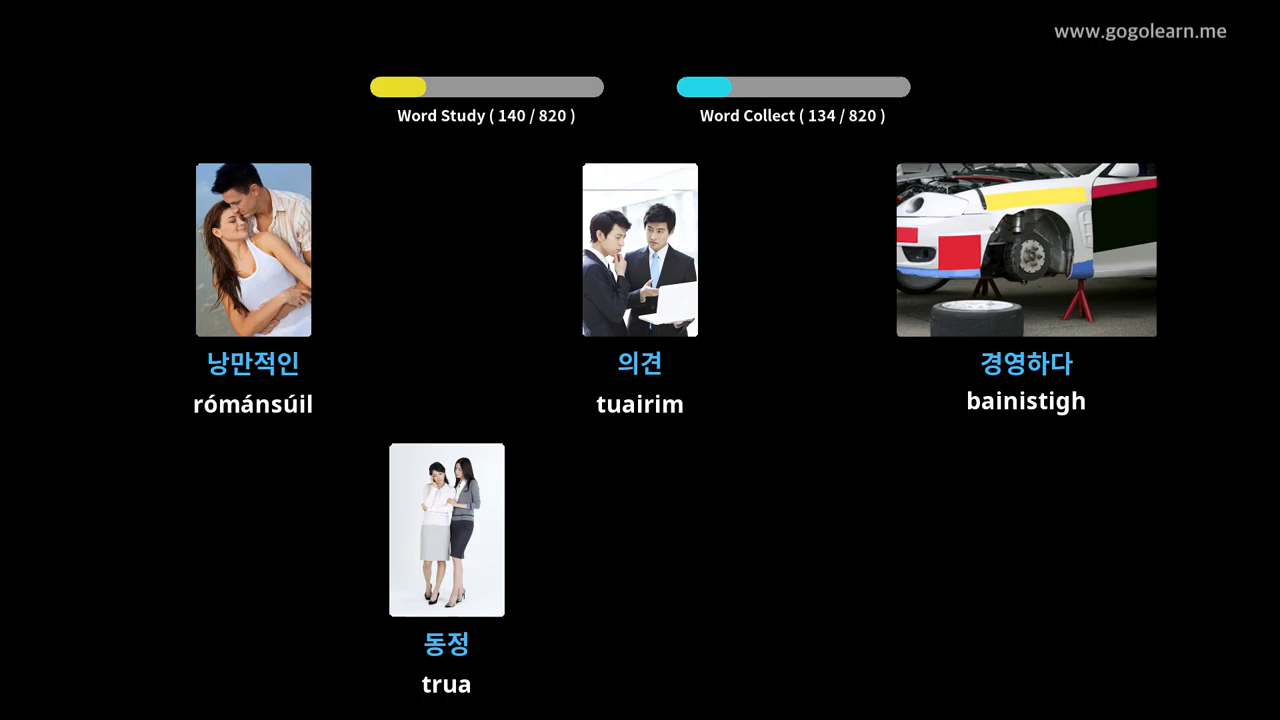 www.gogolearn.me
Word Study ( 140 / 820 )
Word Collect ( 134 / 820 )
낭만적인
rómánsúil
의견
tuairim
경영하다
bainistigh
동정
trua